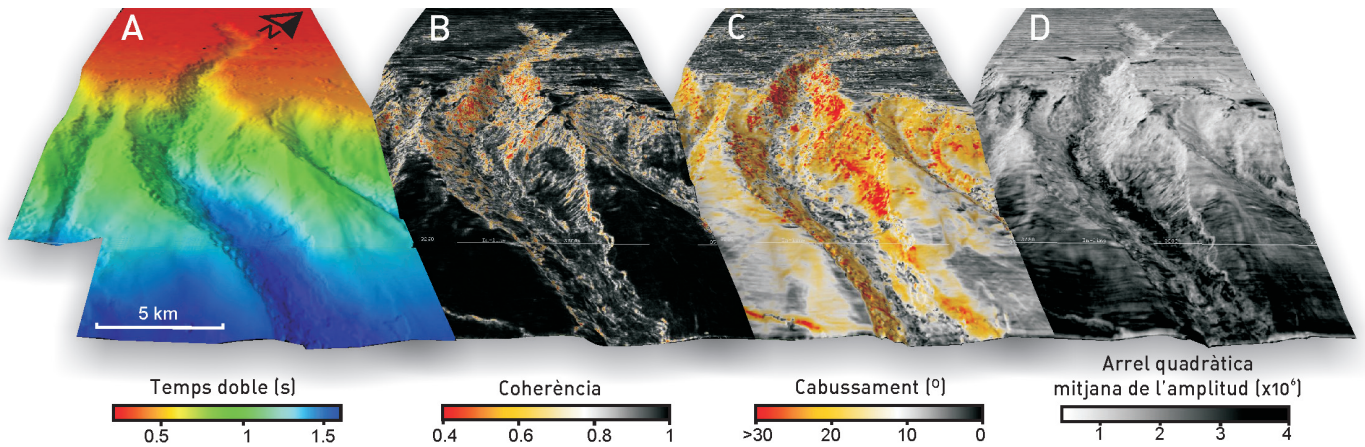 A
B
C
D
5 km
Temps doble (s)
0.5
1
1.5
Coherència
0.4
0.6
0.8
1
Cabussament (º)
>30
20
10
0
Arrel quadràtica
mitjana de l'amplitud (x10⁶)
1
2
3
4